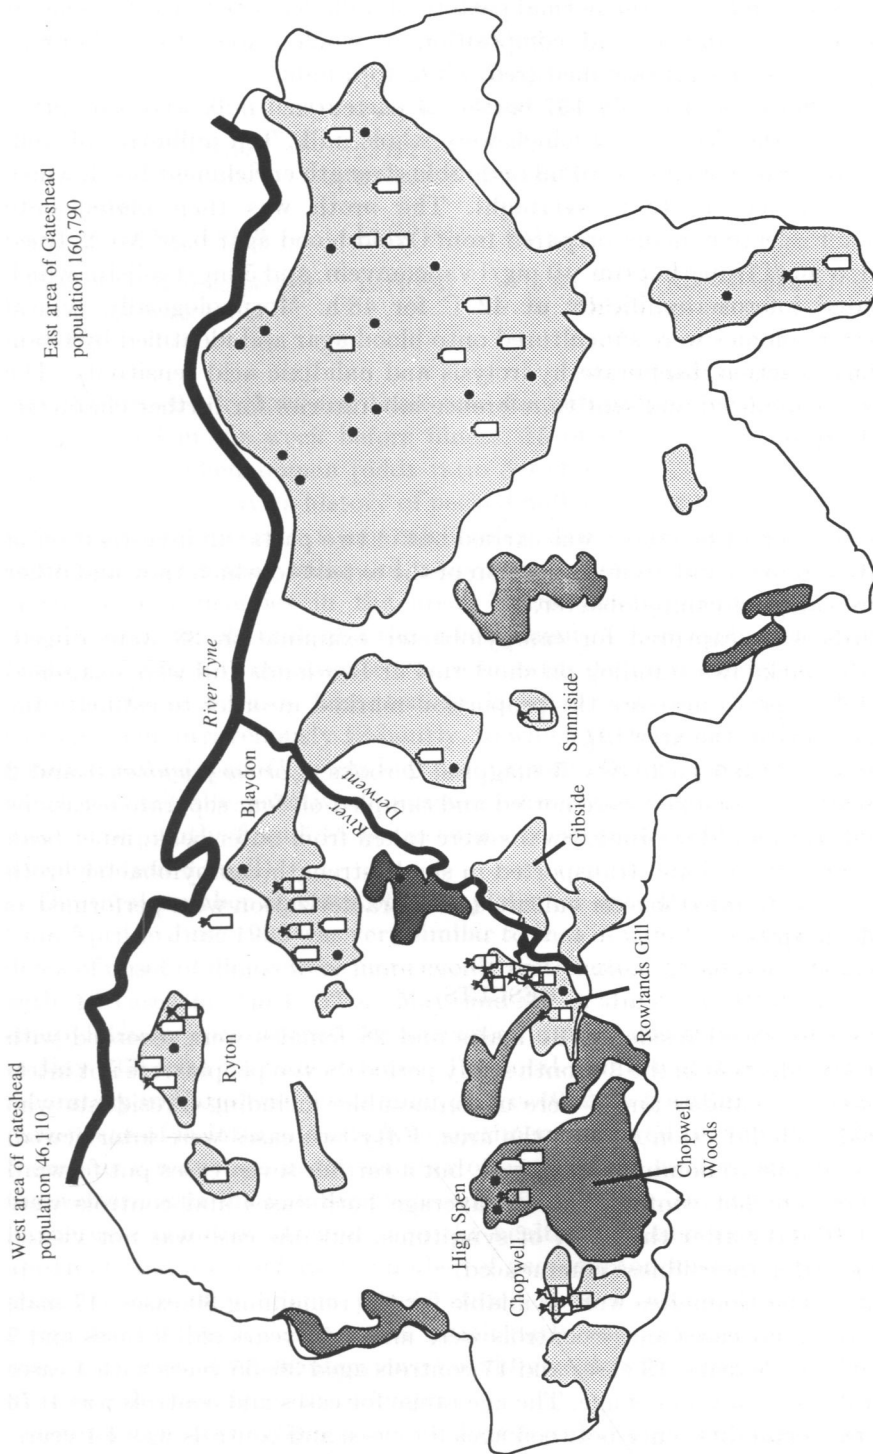 West area of Gateshead
population 46,110
East area of Gateshead
population 160,790
River Tyne
Ryton
Blaydon
River
Derwent
High Spen
Chopwell
Chopwell
Woods
Rowlands Gill
Gibside
Sunniside